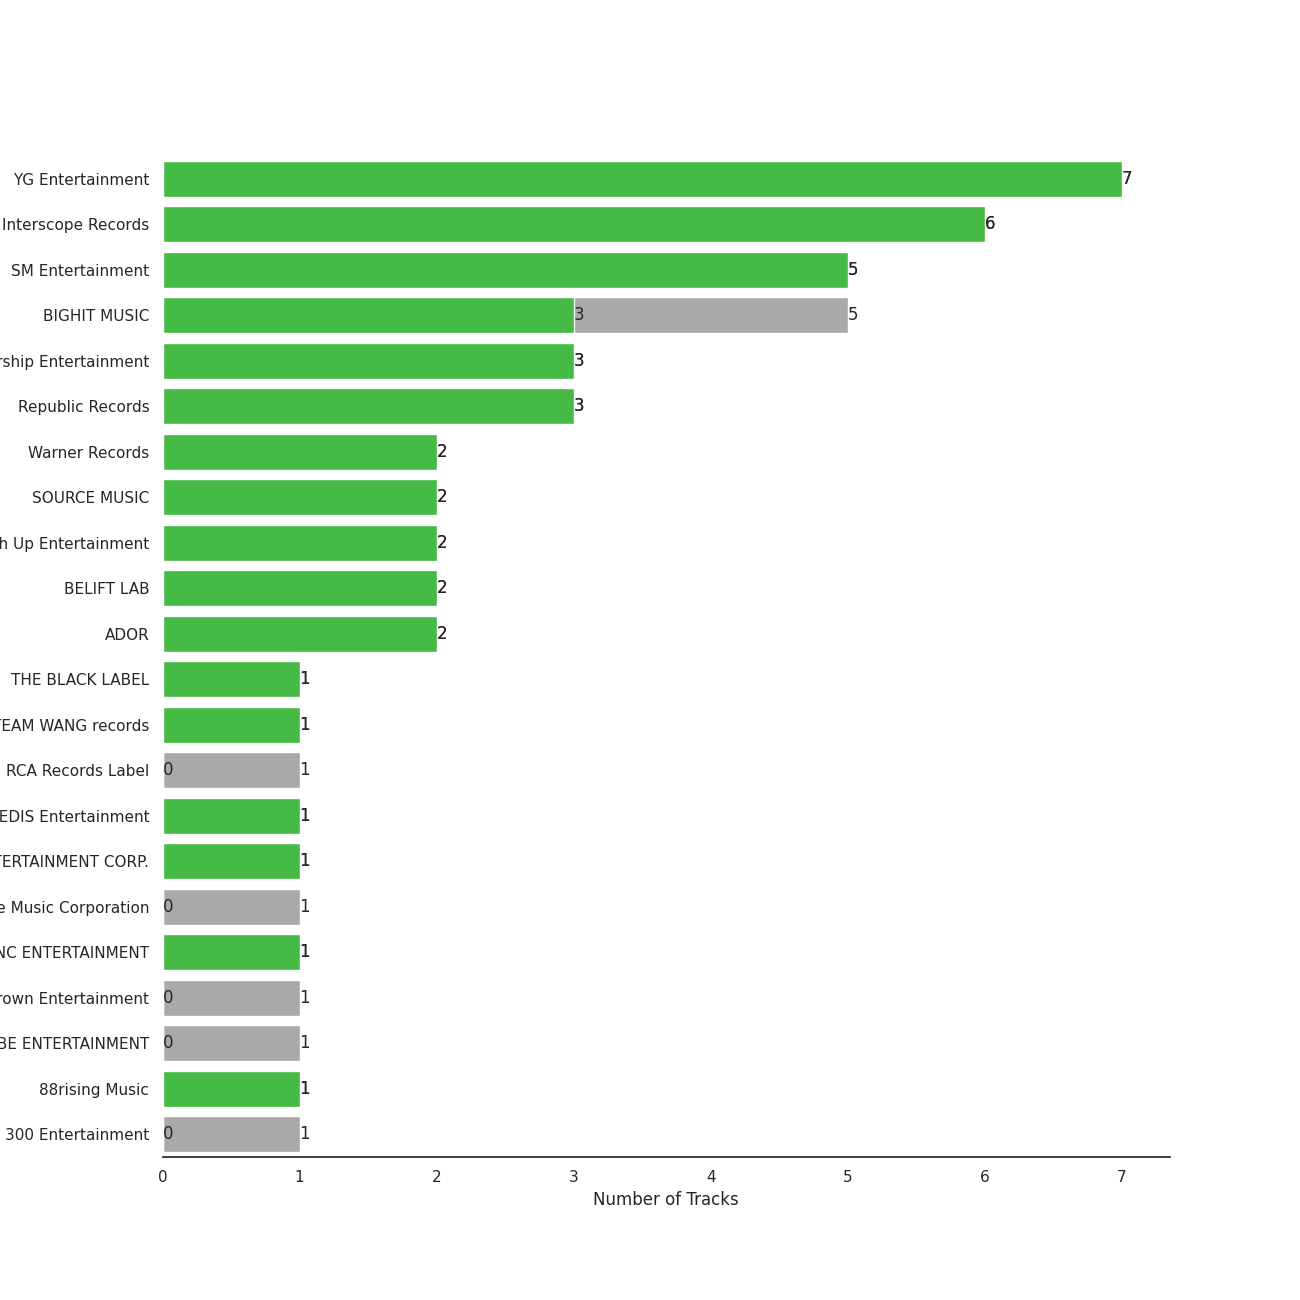 YG Entertainment 7
Interscope Records 6
SM Entertainment 5
BIGHIT MUSIC 3 5
rship Entertainment 3
Republic Records 3
Warner Records 2
SOURCE MUSIC 2
h Up Entertainment 2
BELIFT LAB 2
ADOR 2
THE BLACK LABEL 1
TEAM WANG records 1
RCA Records Label 0 1
EDIS Entertainment 1
TERTAINMENT CORP. 1
e Music Corporation 0 1
NC ENTERTAINMENT 1
rown Entertainment 0 1
BE ENTERTAINMENT 0 1
88rising Music 1
300 Entertainment 0 1
0 1 2 3 4 5 6 7
Number of Tracks